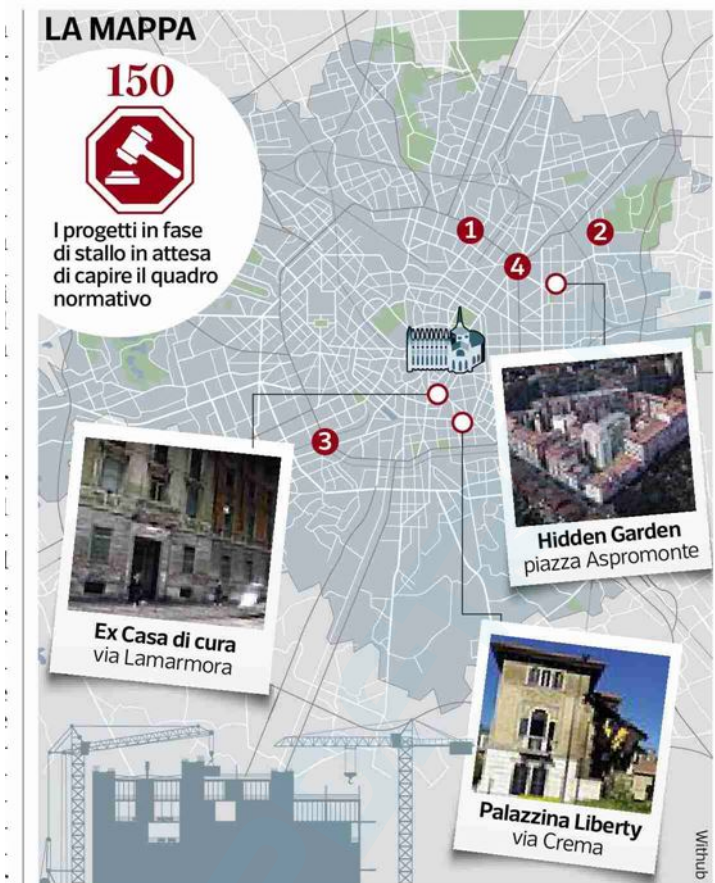 LA MAPPA
150
I progetti in fase
di stallo in attesa
di capire il quadro
normativo
1
2
4
3
Hidden Garden
piazza Aspromonte
Ex Casa di cura
via Lamarmora
Palazzina Liberty
via Crema
Withub